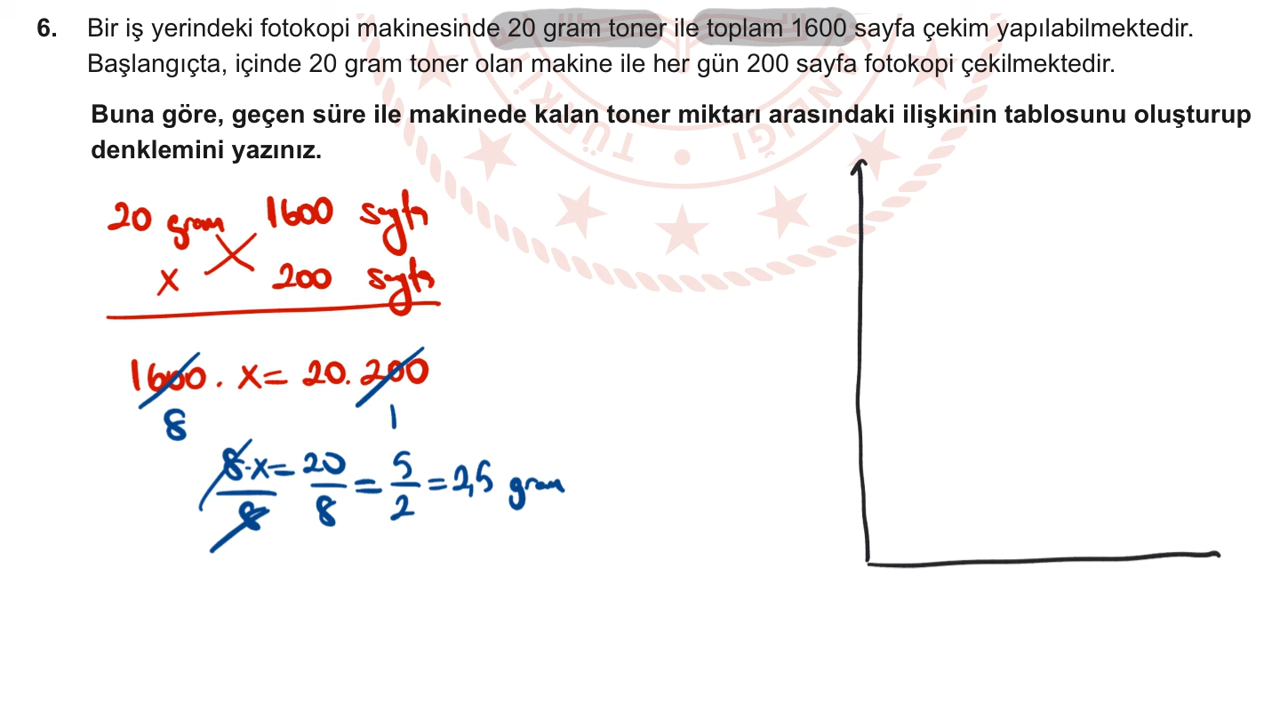 6. Bir iş yerindeki fotokopi makinesinde 20 gram toner ile toplam 1600 sayfa çekim yapılabilmektedir.
Başlangıçta, içinde 20 gram toner olan makine ile her gün 200 sayfa fotokopi çekilmektedir.
Buna göre, geçen süre ile makinede kalan toner miktarı arasındaki ilişkinin tablosunu oluşturup
denklemini yazınız.
20 gram 1600 syfa
x 200 syfa
1600 . x = 20. 200
8 1
8.x = 20 = 5 = 2,5 gram
8 8 2